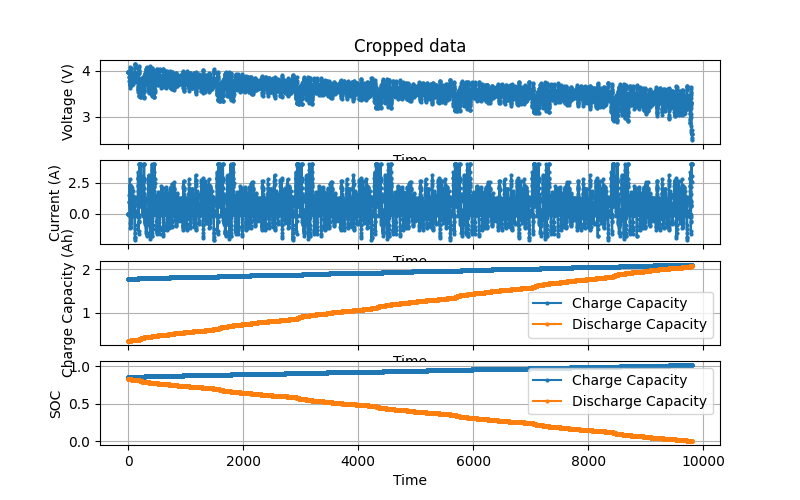 Cropped data
Voltage (V)
4
3
Time
Current (A)
2.5
0.0
Time
Charge Capacity (Ah)
2
1
Charge Capacity
Discharge Capacity
Time
SOC
1.0
0.5
0.0
Charge Capacity
Discharge Capacity
0 2000 4000 6000 8000 10000
Time